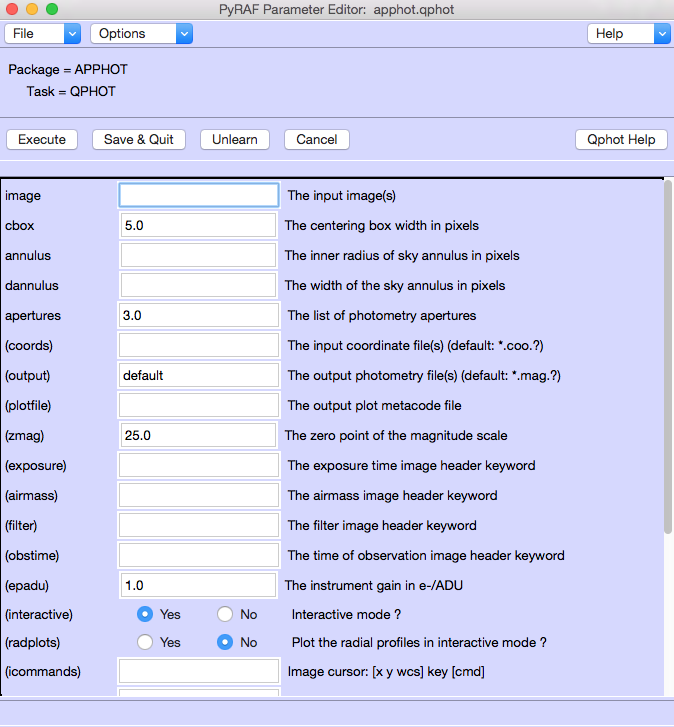 PyRAF Parameter Editor: apphot.qphot
File Options Help
Package = APPHOT
Task = QPHOT
Execute Save & Quit Unlearn Cancel Qphot Help
image The input image(s)
cbox 5.0 The centering box width in pixels
annulus The inner radius of sky annulus in pixels
dannulus The width of the sky annulus in pixels
apertures 3.0 The list of photometry apertures
(coords) The input coordinate file(s) (default: *.coo.?)
(output) default The output photometry file(s) (default: *.mag.?)
(plotfile) The output plot metacode file
(zmag) 25.0 The zero point of the magnitude scale
(exposure) The exposure time image header keyword
(airmass) The airmass image header keyword
(filter) The filter image header keyword
(obstime) The time of observation image header keyword
(epadu) 1.0 The instrument gain in e-/ADU
(interactive) Yes No Interactive mode ?
(radplots) Yes No Plot the radial profiles in interactive mode ?
(icommands) Image cursor: [x y wcs] key [cmd]